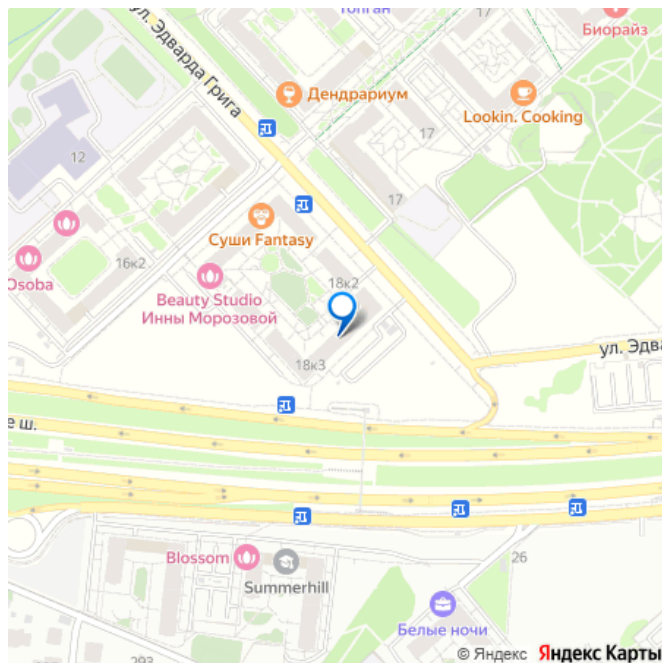 Топган
17
Биорайз
ул. Эдварда Грига
Дендрариум
Lookin. Cooking
17
12
17
Суши Fantasy
Osoba
16к2
Beauty Studio
Инны Морозовой
18к2
18к3
ул. Эдва
е ш.
Blossom
Summerhill
26
Белые ночи
293
© Яндекс Яндекс Карты